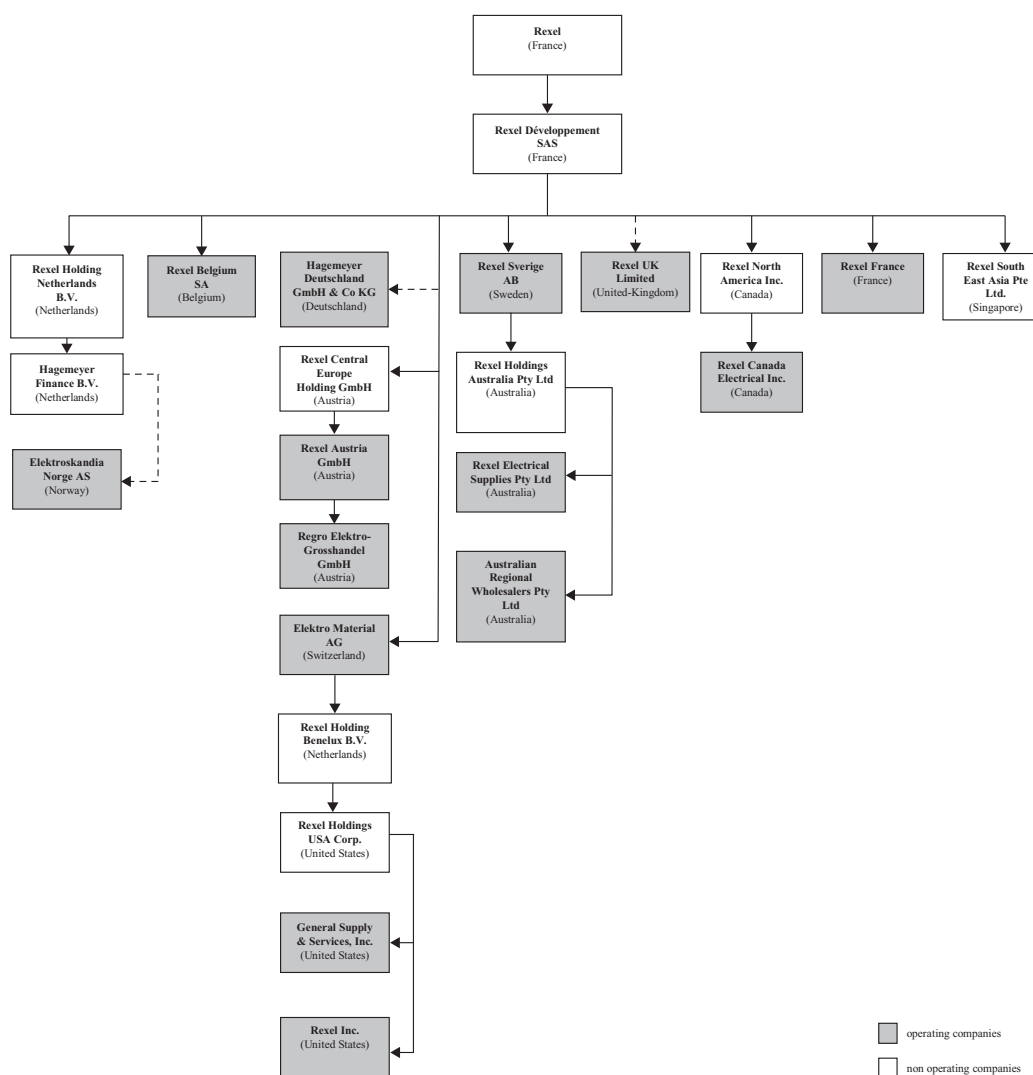 Rexel
(France)
Rexel Développement
SAS
(France)
Rexel Holding
Netherlands
B.V.
(Netherlands)
Rexel Belgium
SA
(Belgium)
Hagemeyer
Deutschland
GmbH & Co KG
(Deutschland)
Rexel Sverige
AB
(Sweden)
Rexel UK
Limited
(United-Kingdom)
Rexel North
America Inc.
(Canada)
Rexel France
(France)
Rexel South
East Asia Pte
Ltd.
(Singapore)
Hagemeyer
Finance B.V.
(Netherlands)
Rexel Central
Europe
Holding GmbH
(Austria)
Rexel Holdings
Australia Pty Ltd
(Australia)
Rexel Canada
Electrical Inc.
(Canada)
Elektroskandia
Norge AS
(Norway)
Rexel Austria
GmbH
(Austria)
Rexel Electrical
Supplies Pty Ltd
(Australia)
Regro Elektro-
Grosshandel
GmbH
(Austria)
Australian
Regional
Wholesalers Pty
Ltd
(Australia)
Elektro Material
AG
(Switzerland)
Rexel Holding
Benelux B.V.
(Netherlands)
Rexel Holdings
USA Corp.
(United States)
General Supply
& Services, Inc.
(United States)
Rexel Inc.
(United States)
operating companies
non operating companies